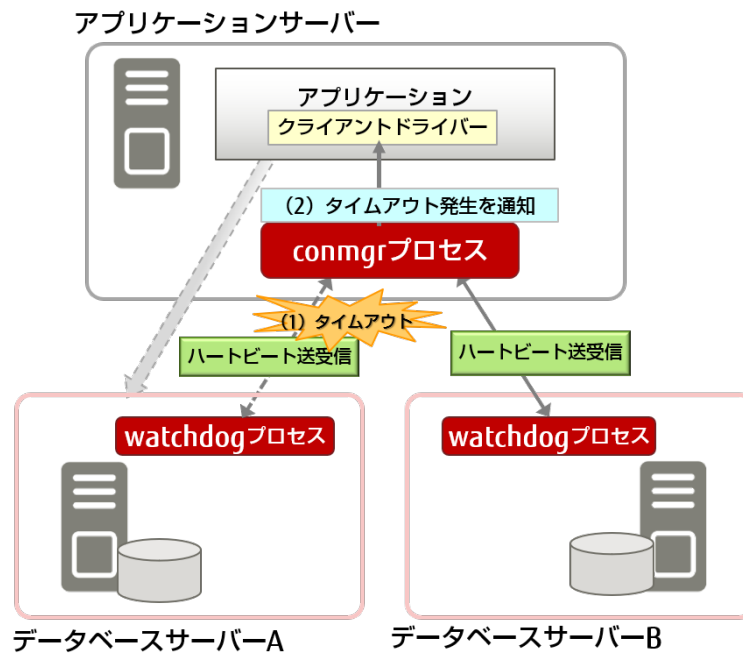 アプリケーションサーバー
アプリケーション
クライアントドライバー
(2) タイムアウト発生を通知
conmgrプロセス
(1) タイムアウト
ハートビート送受信
ハートビート送受信
watchdogプロセス
watchdogプロセス
データベースサーバーA
データベースサーバーB